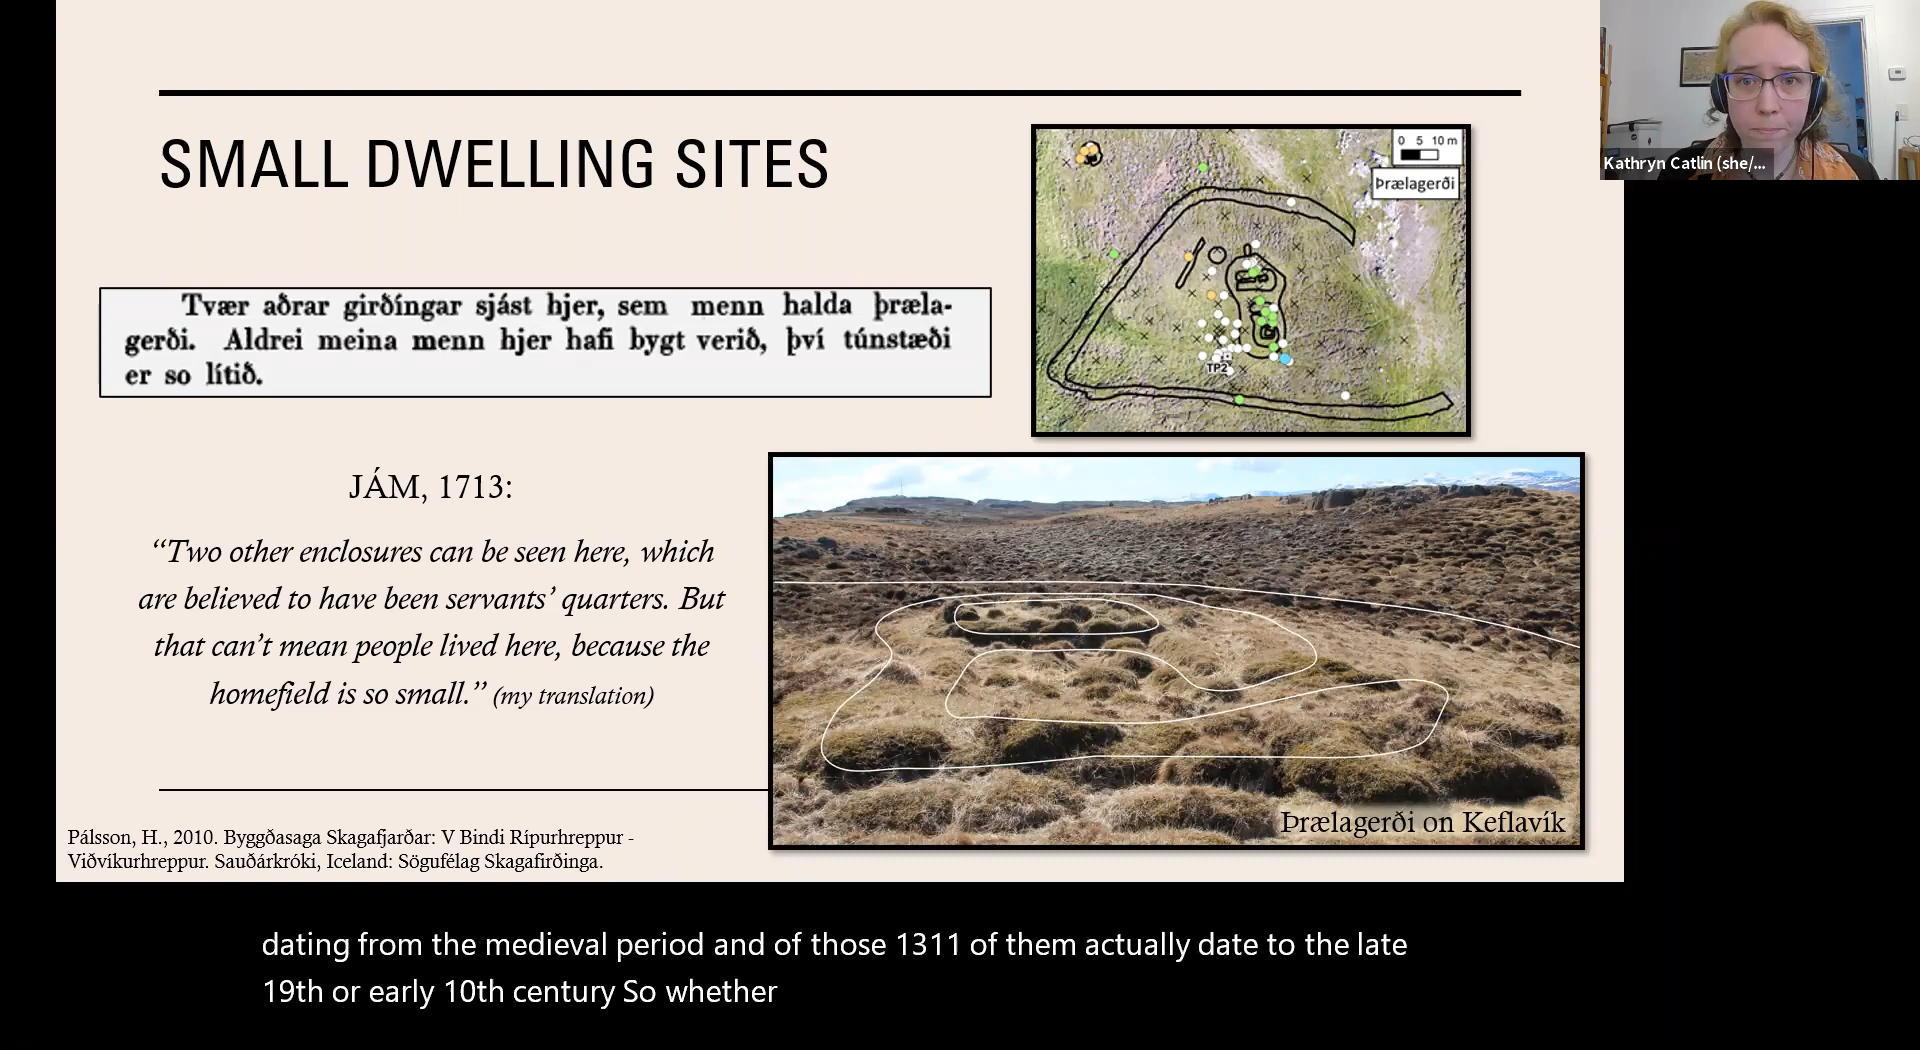 SMALL DWELLING SITES
Tvær aðrar girðíngar sjást hjer, sem menn halda þræla-
gerði. Aldrei meina menn hjer hafi bygt verið, því túnstæði
er so lítið.
JÁM, 1713:
“Two other enclosures can be seen here, which
are believed to have been servants’ quarters. But
that can’t mean people lived here, because the
homefield is so small.” (my translation)
Pálsson, H., 2010. Byggðasaga Skagafjarðar: V Bindi Rípurhreppur -
Viðvíkurhreppur. Sauðárkróki, Iceland: Sögufélag Skagafirðinga.
0 5 10 m
Þrælagerði
TP2
Þrælagerði on Keflavík
Kathryn Catlin (she/...
dating from the medieval period and of those 1311 of them actually date to the late
19th or early 10th century So whether